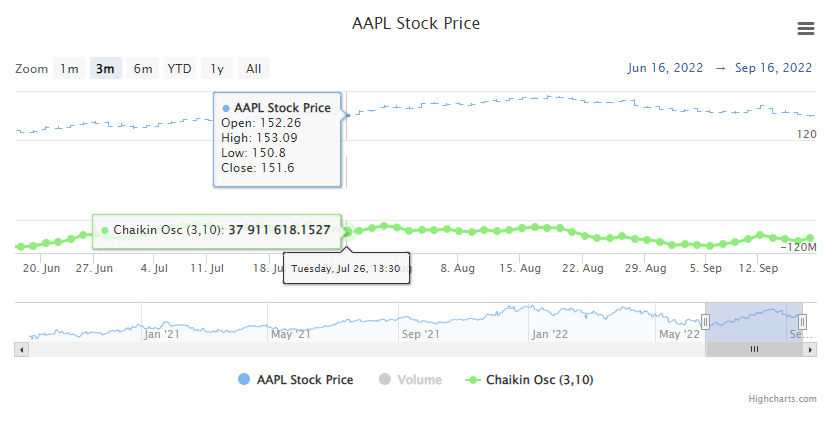 AAPL Stock Price
Zoom 1m 3m 6m YTD 1y All
Jun 16, 2022 → Sep 16, 2022
AAPL Stock Price
Open: 152.26
High: 153.09
Low: 150.8
Close: 151.6
120
Chaikin Osc (3,10): 37 911 618.1527
−120M
20. Jun 27. Jun 4. Jul 11. Jul 18. Jul 8. Aug 15. Aug 22. Aug 29. Aug 5. Sep 12. Sep
Tuesday, Jul 26, 13:30
Jan '21 May '21 Sep '21 Jan '22 May '22 Se…
AAPL Stock Price Volume Chaikin Osc (3,10)
Highcharts.com